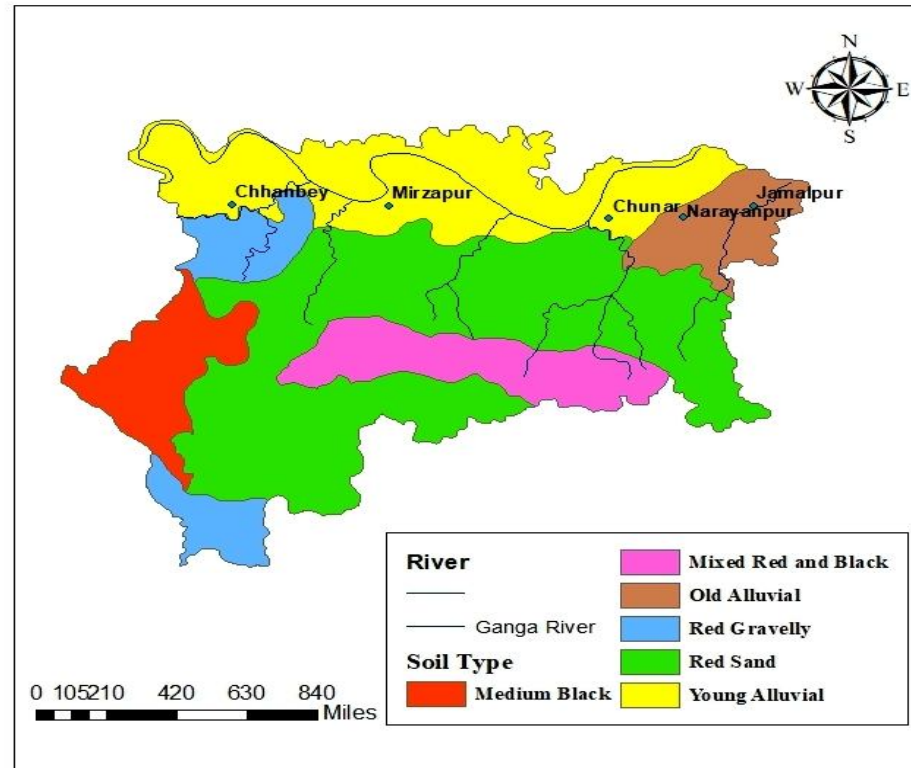 N
W E
S
Chhanbey
Mirzapur
Chunar
Narayanpur
Jamalpur
River
Ganga River
Soil Type
Medium Black
Mixed Red and Black
Old Alluvial
Red Gravelly
Red Sand
Young Alluvial
0 105210 420 630 840
Miles